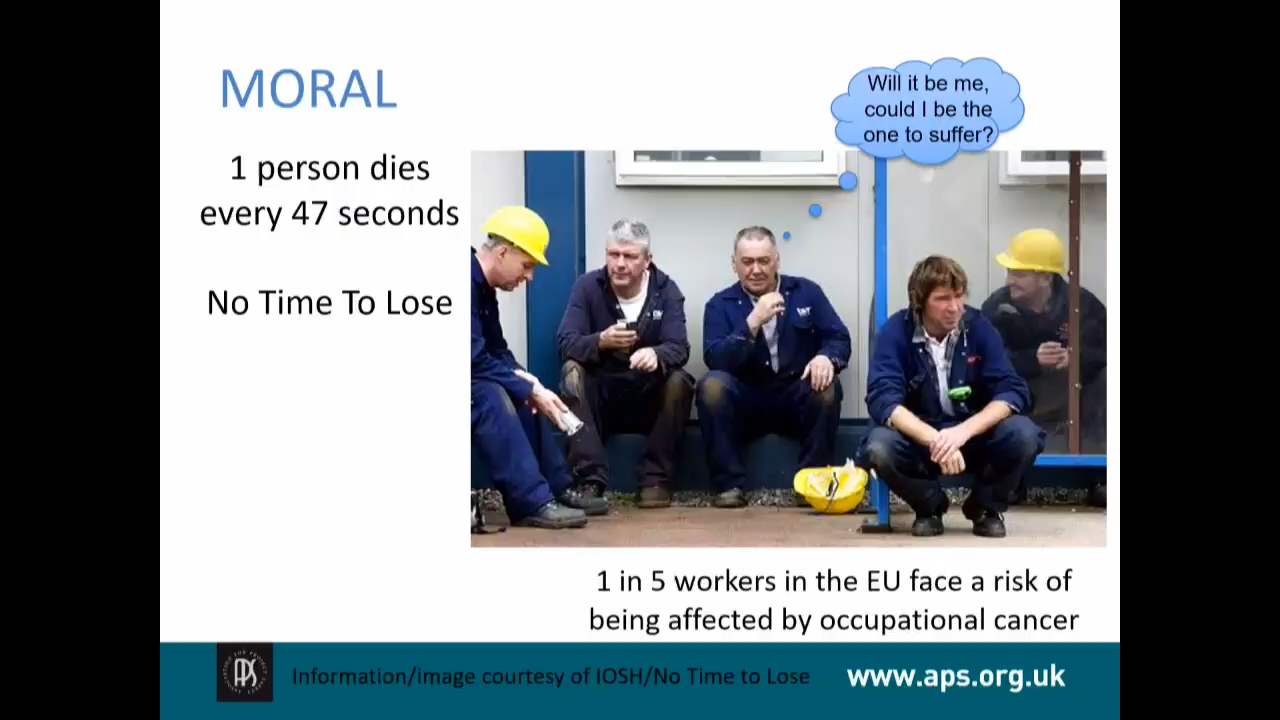 MORAL
1 person dies
every 47 seconds
No Time To Lose
Will it be me,
could I be the
one to suffer?
1 in 5 workers in the EU face a risk of
being affected by occupational cancer
APS
Information/image courtesy of IOSH/No Time to Lose
www.aps.org.uk